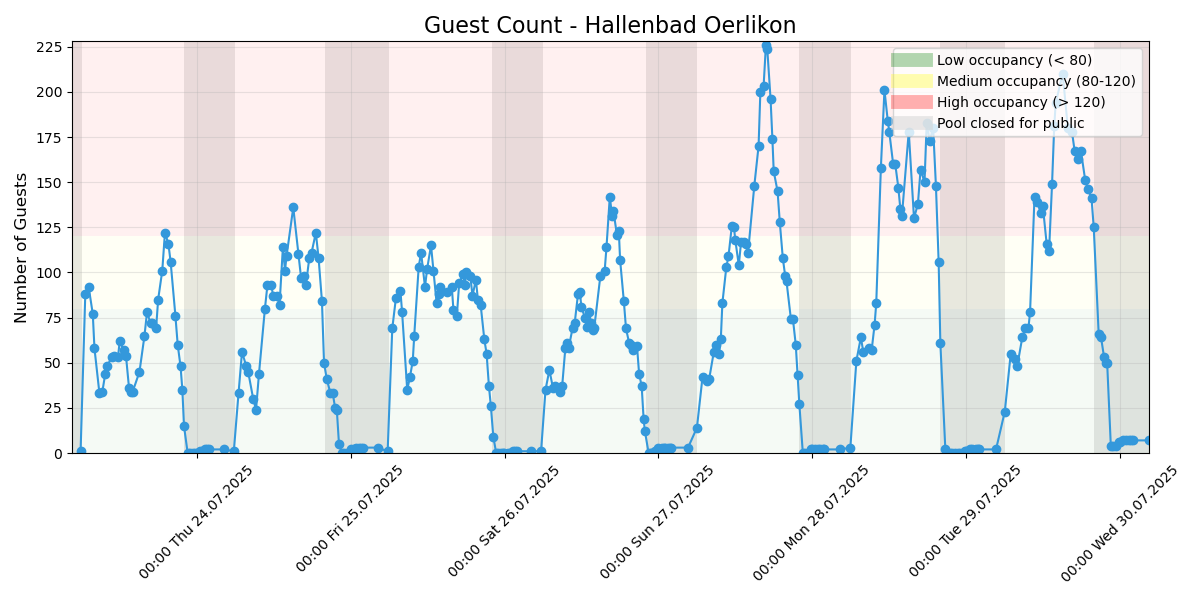 Guest Count - Hallenbad Oerlikon
Number of Guests
225
200
175
150
125
100
75
50
25
0
Low occupancy (< 80)
Medium occupancy (80-120)
High occupancy (> 120)
Pool closed for public
00:00 Thu 24.07.2025
00:00 Fri 25.07.2025
00:00 Sat 26.07.2025
00:00 Sun 27.07.2025
00:00 Mon 28.07.2025
00:00 Tue 29.07.2025
00:00 Wed 30.07.2025